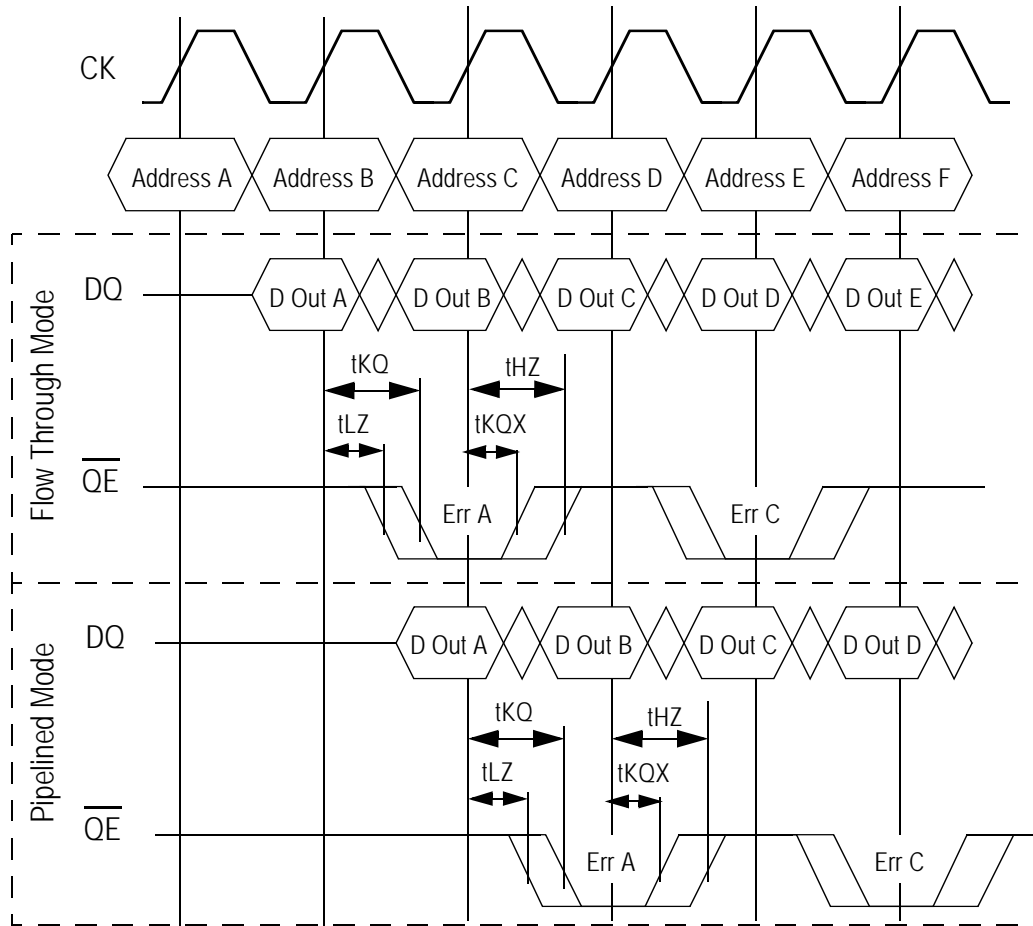 CK
Address A Address B Address C Address D Address E Address F
Flow Through Mode
DQ
D Out A D Out B D Out C D Out D D Out E
tKQ tHZ
tLZ tKQX
QE
Err A Err C
Pipelined Mode
DQ
D Out A D Out B D Out C D Out D
tKQ tHZ
tLZ tKQX
QE
Err A Err C